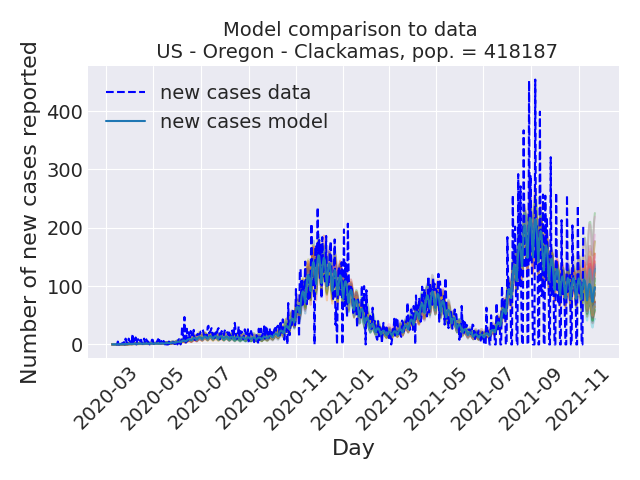 Model comparison to data
US - Oregon - Clackamas, pop. = 418187
Number of new cases reported
new cases data
new cases model
400
300
200
100
0
2020-03
2020-05
2020-07
2020-09
2020-11
2021-01
2021-03
2021-05
2021-07
2021-09
2021-11
Day